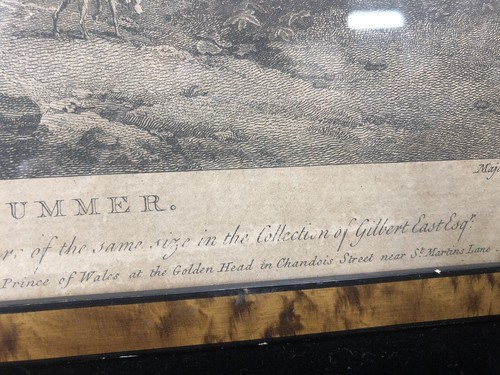 Majo
UMMER.
of the same size in the Collection of Gilbert East Esqr.
Prince of Wales at the Golden Head in Chandois Street near St. Martins Lane